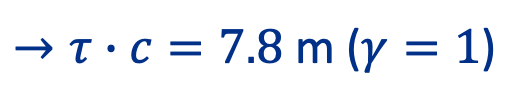 → τ · c = 7.8 m (γ = 1)